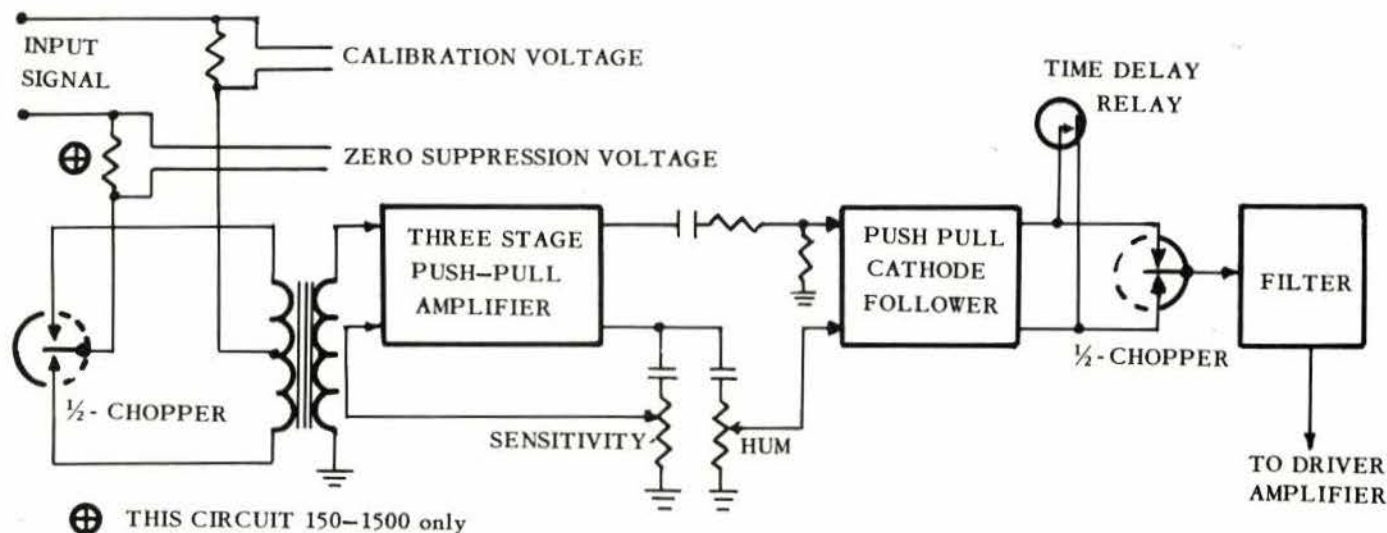 INPUT
SIGNAL
CALIBRATION VOLTAGE
ZERO SUPPRESSION VOLTAGE
TIME DELAY
RELAY
THREE STAGE
PUSH-PULL
AMPLIFIER
PUSH PULL
CATHODE
FOLLOWER
FILTER
½- CHOPPER
½- CHOPPER
SENSITIVITY
HUM
TO DRIVER
AMPLIFIER
THIS CIRCUIT 150-1500 only